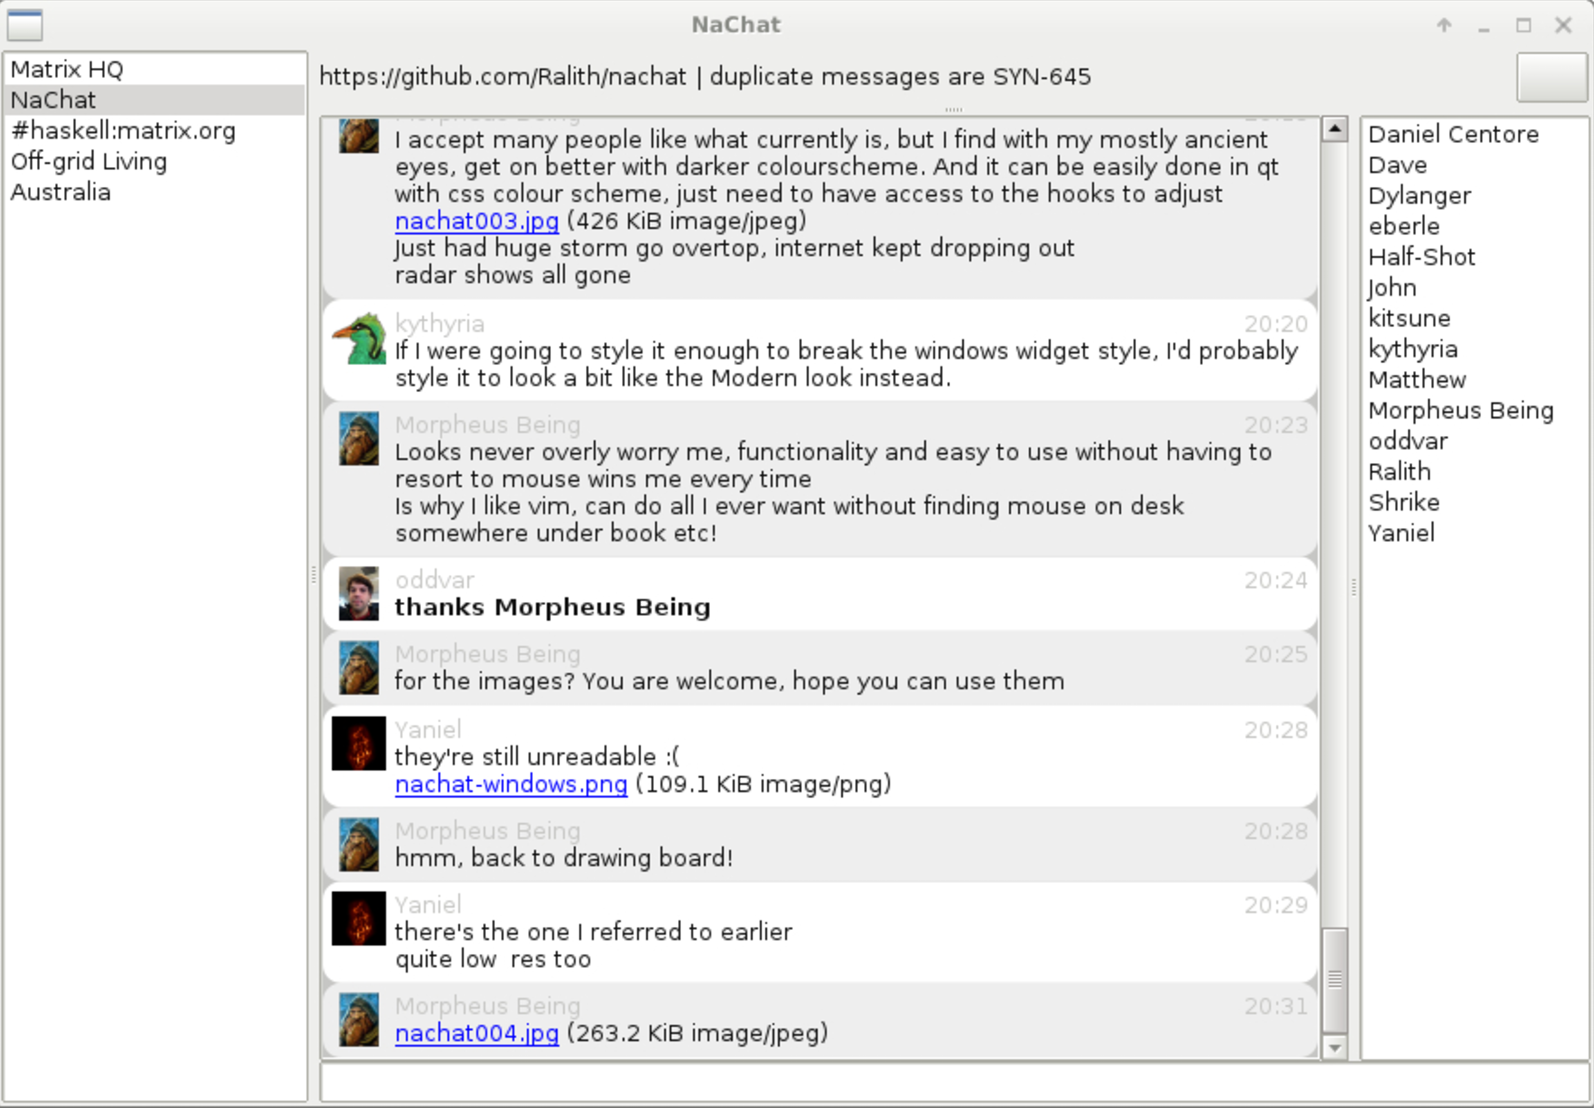 NaChat
Matrix HQ
NaChat
#haskell:matrix.org
Off-grid Living
Australia
https://github.com/Ralith/nachat | duplicate messages are SYN-645
Morpheus Being
I accept many people like what currently is, but I find with my mostly ancient
eyes, get on better with darker colourscheme. And it can be easily done in qt
with css colour scheme, just need to have access to the hooks to adjust
nachat003.jpg (426 KiB image/jpeg)
Just had huge storm go overtop, internet kept dropping out
radar shows all gone
kythyria 20:20
If I were going to style it enough to break the windows widget style, I'd probably
style it to look a bit like the Modern look instead.
Morpheus Being 20:23
Looks never overly worry me, functionality and easy to use without having to
resort to mouse wins me every time
Is why I like vim, can do all I ever want without finding mouse on desk
somewhere under book etc!
oddvar 20:24
thanks Morpheus Being
Morpheus Being 20:25
for the images? You are welcome, hope you can use them
Yaniel 20:28
they're still unreadable :(
nachat-windows.png (109.1 KiB image/png)
Morpheus Being 20:28
hmm, back to drawing board!
Yaniel 20:29
there's the one I referred to earlier
quite low  res too
Morpheus Being 20:31
nachat004.jpg (263.2 KiB image/jpeg)
Daniel Centore
Dave
Dylanger
eberle
Half-Shot
John
kitsune
kythyria
Matthew
Morpheus Being
oddvar
Ralith
Shrike
Yaniel